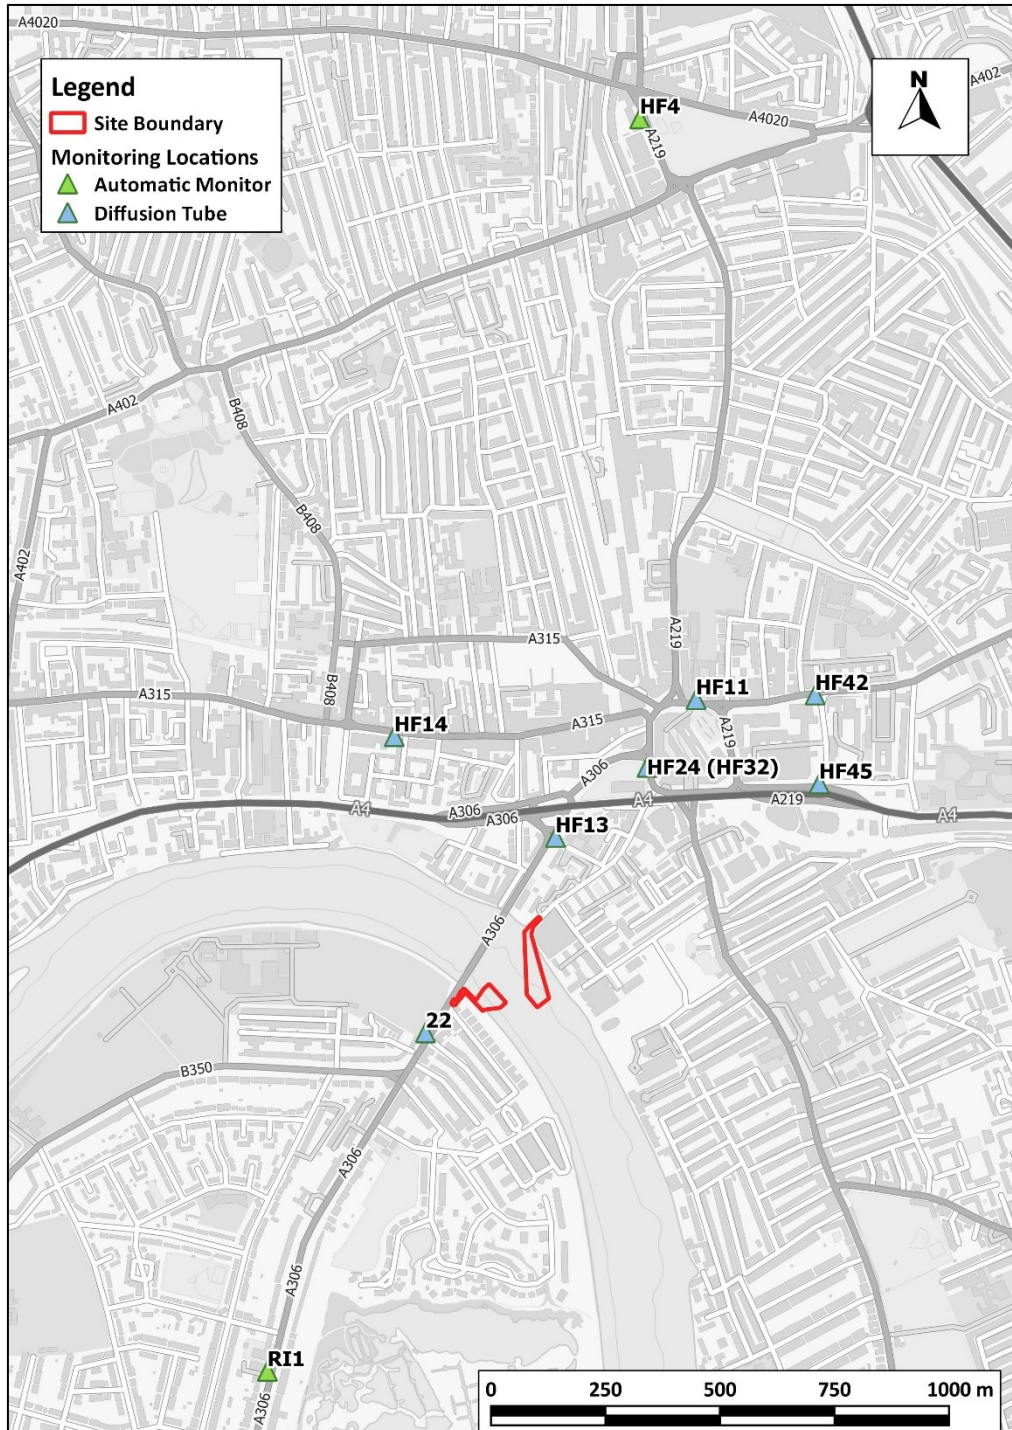 A4020
Legend
Site Boundary
Monitoring Locations
Automatic Monitor
Diffusion Tube
N
A402
HF4
A4020
A219
A402
B408
B408
A402
A315
A219
A315
B408
HF14
A315
HF11
HF42
A219
A306
HF24 (HF32)
HF45
A4
A306
A306
A4
A219
A4
HF13
A306
22
B350
A306
A306
RI1
A306
0 250 500 750 1000 m